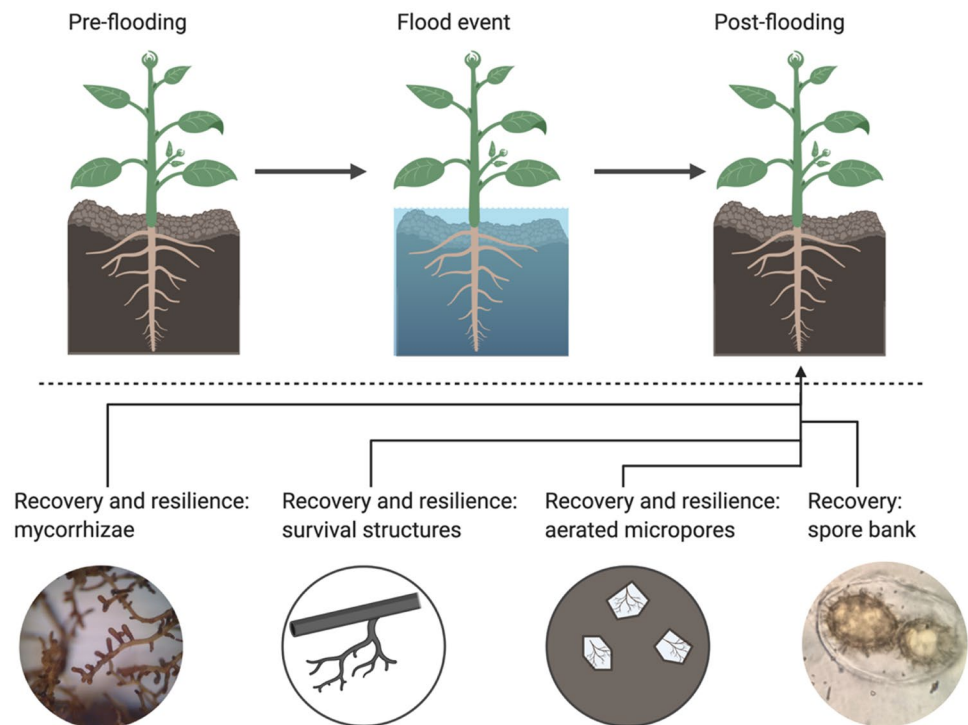 Pre-flooding
Flood event
Post-flooding
Recovery and resilience:
mycorrhizae
Recovery and resilience:
survival structures
Recovery and resilience:
aerated micropores
Recovery:
spore bank